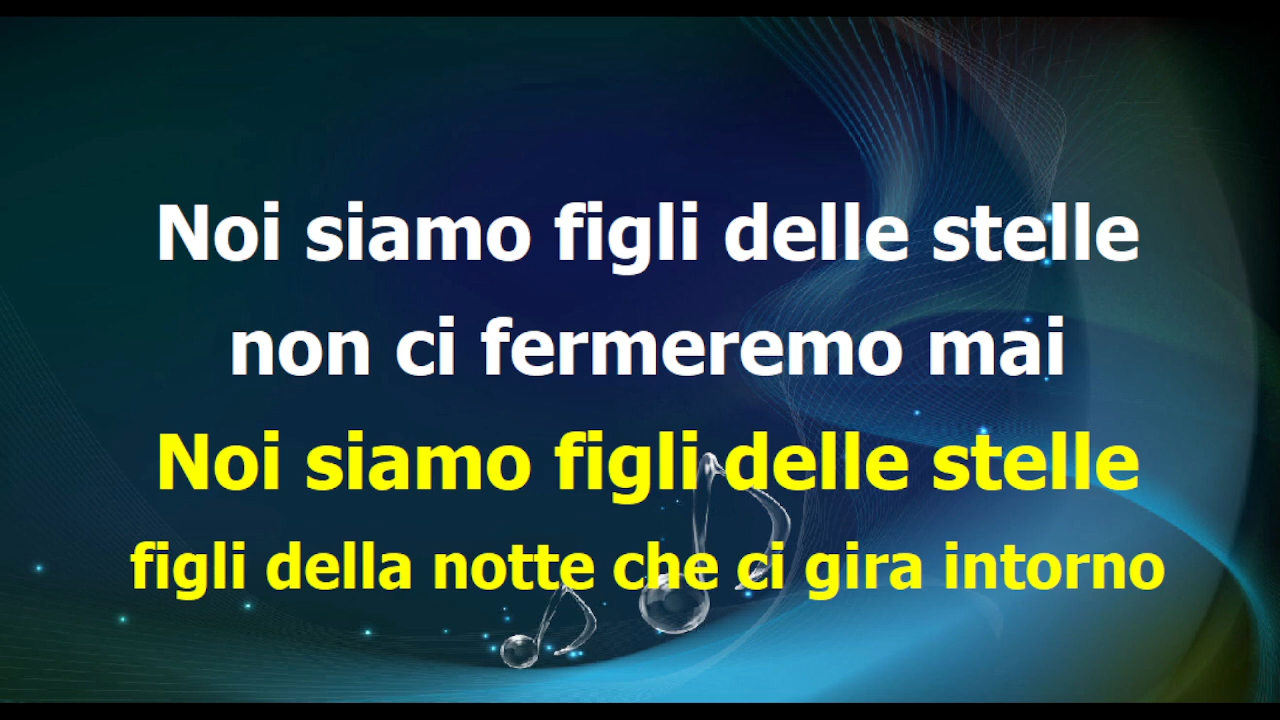 Noi siamo figli delle stelle
non ci fermeremo mai
Noi siamo figli delle stelle
figli della notte che ci gira intorno